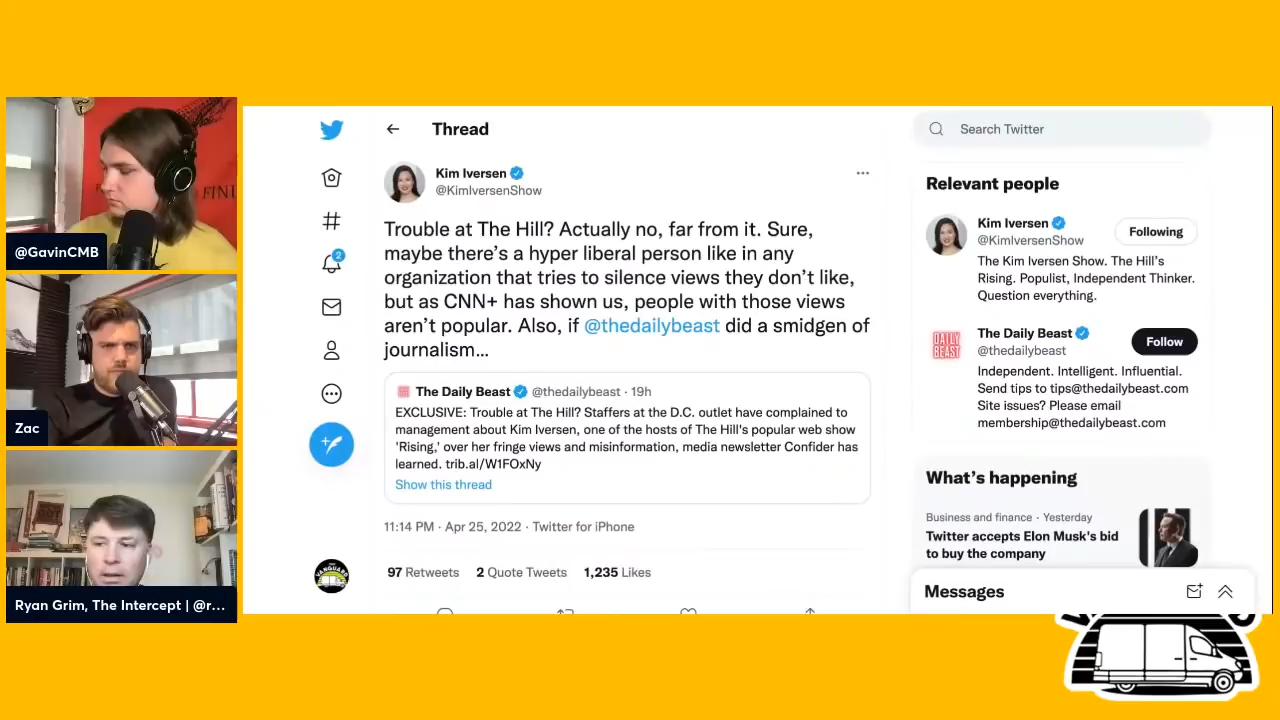 FIN
@GavinCMB
Zac
Ryan Grim, The Intercept | @r...
Thread
Kim Iversen
@KimIversenShow
Trouble at The Hill? Actually no, far from it. Sure,
maybe there's a hyper liberal person like in any
organization that tries to silence views they don't like,
but as CNN+ has shown us, people with those views
aren't popular. Also, if @thedailybeast did a smidgen of
journalism...
DAILY BEAST
The Daily Beast @thedailybeast · 19h
EXCLUSIVE: Trouble at The Hill? Staffers at the D.C. outlet have complained to
management about Kim Iversen, one of the hosts of The Hill's popular web show
'Rising,' over her fringe views and misinformation, media newsletter Confider has
learned. trib.al/W1FOxNy
Show this thread
11:14 PM · Apr 25, 2022 · Twitter for iPhone
97 Retweets 2 Quote Tweets 1,235 Likes
2
VANGUARD
Search Twitter
Relevant people
Kim Iversen
@KimIversenShow
Following
The Kim Iversen Show. The Hill's
Rising. Populist, Independent Thinker.
Question everything.
DAILY
BEAST
The Daily Beast
@thedailybeast
Follow
Independent. Intelligent. Influential.
Send tips to tips@thedailybeast.com
Site issues? Please email
membership@thedailybeast.com
What's happening
Business and finance · Yesterday
Twitter accepts Elon Musk's bid
to buy the company
Messages